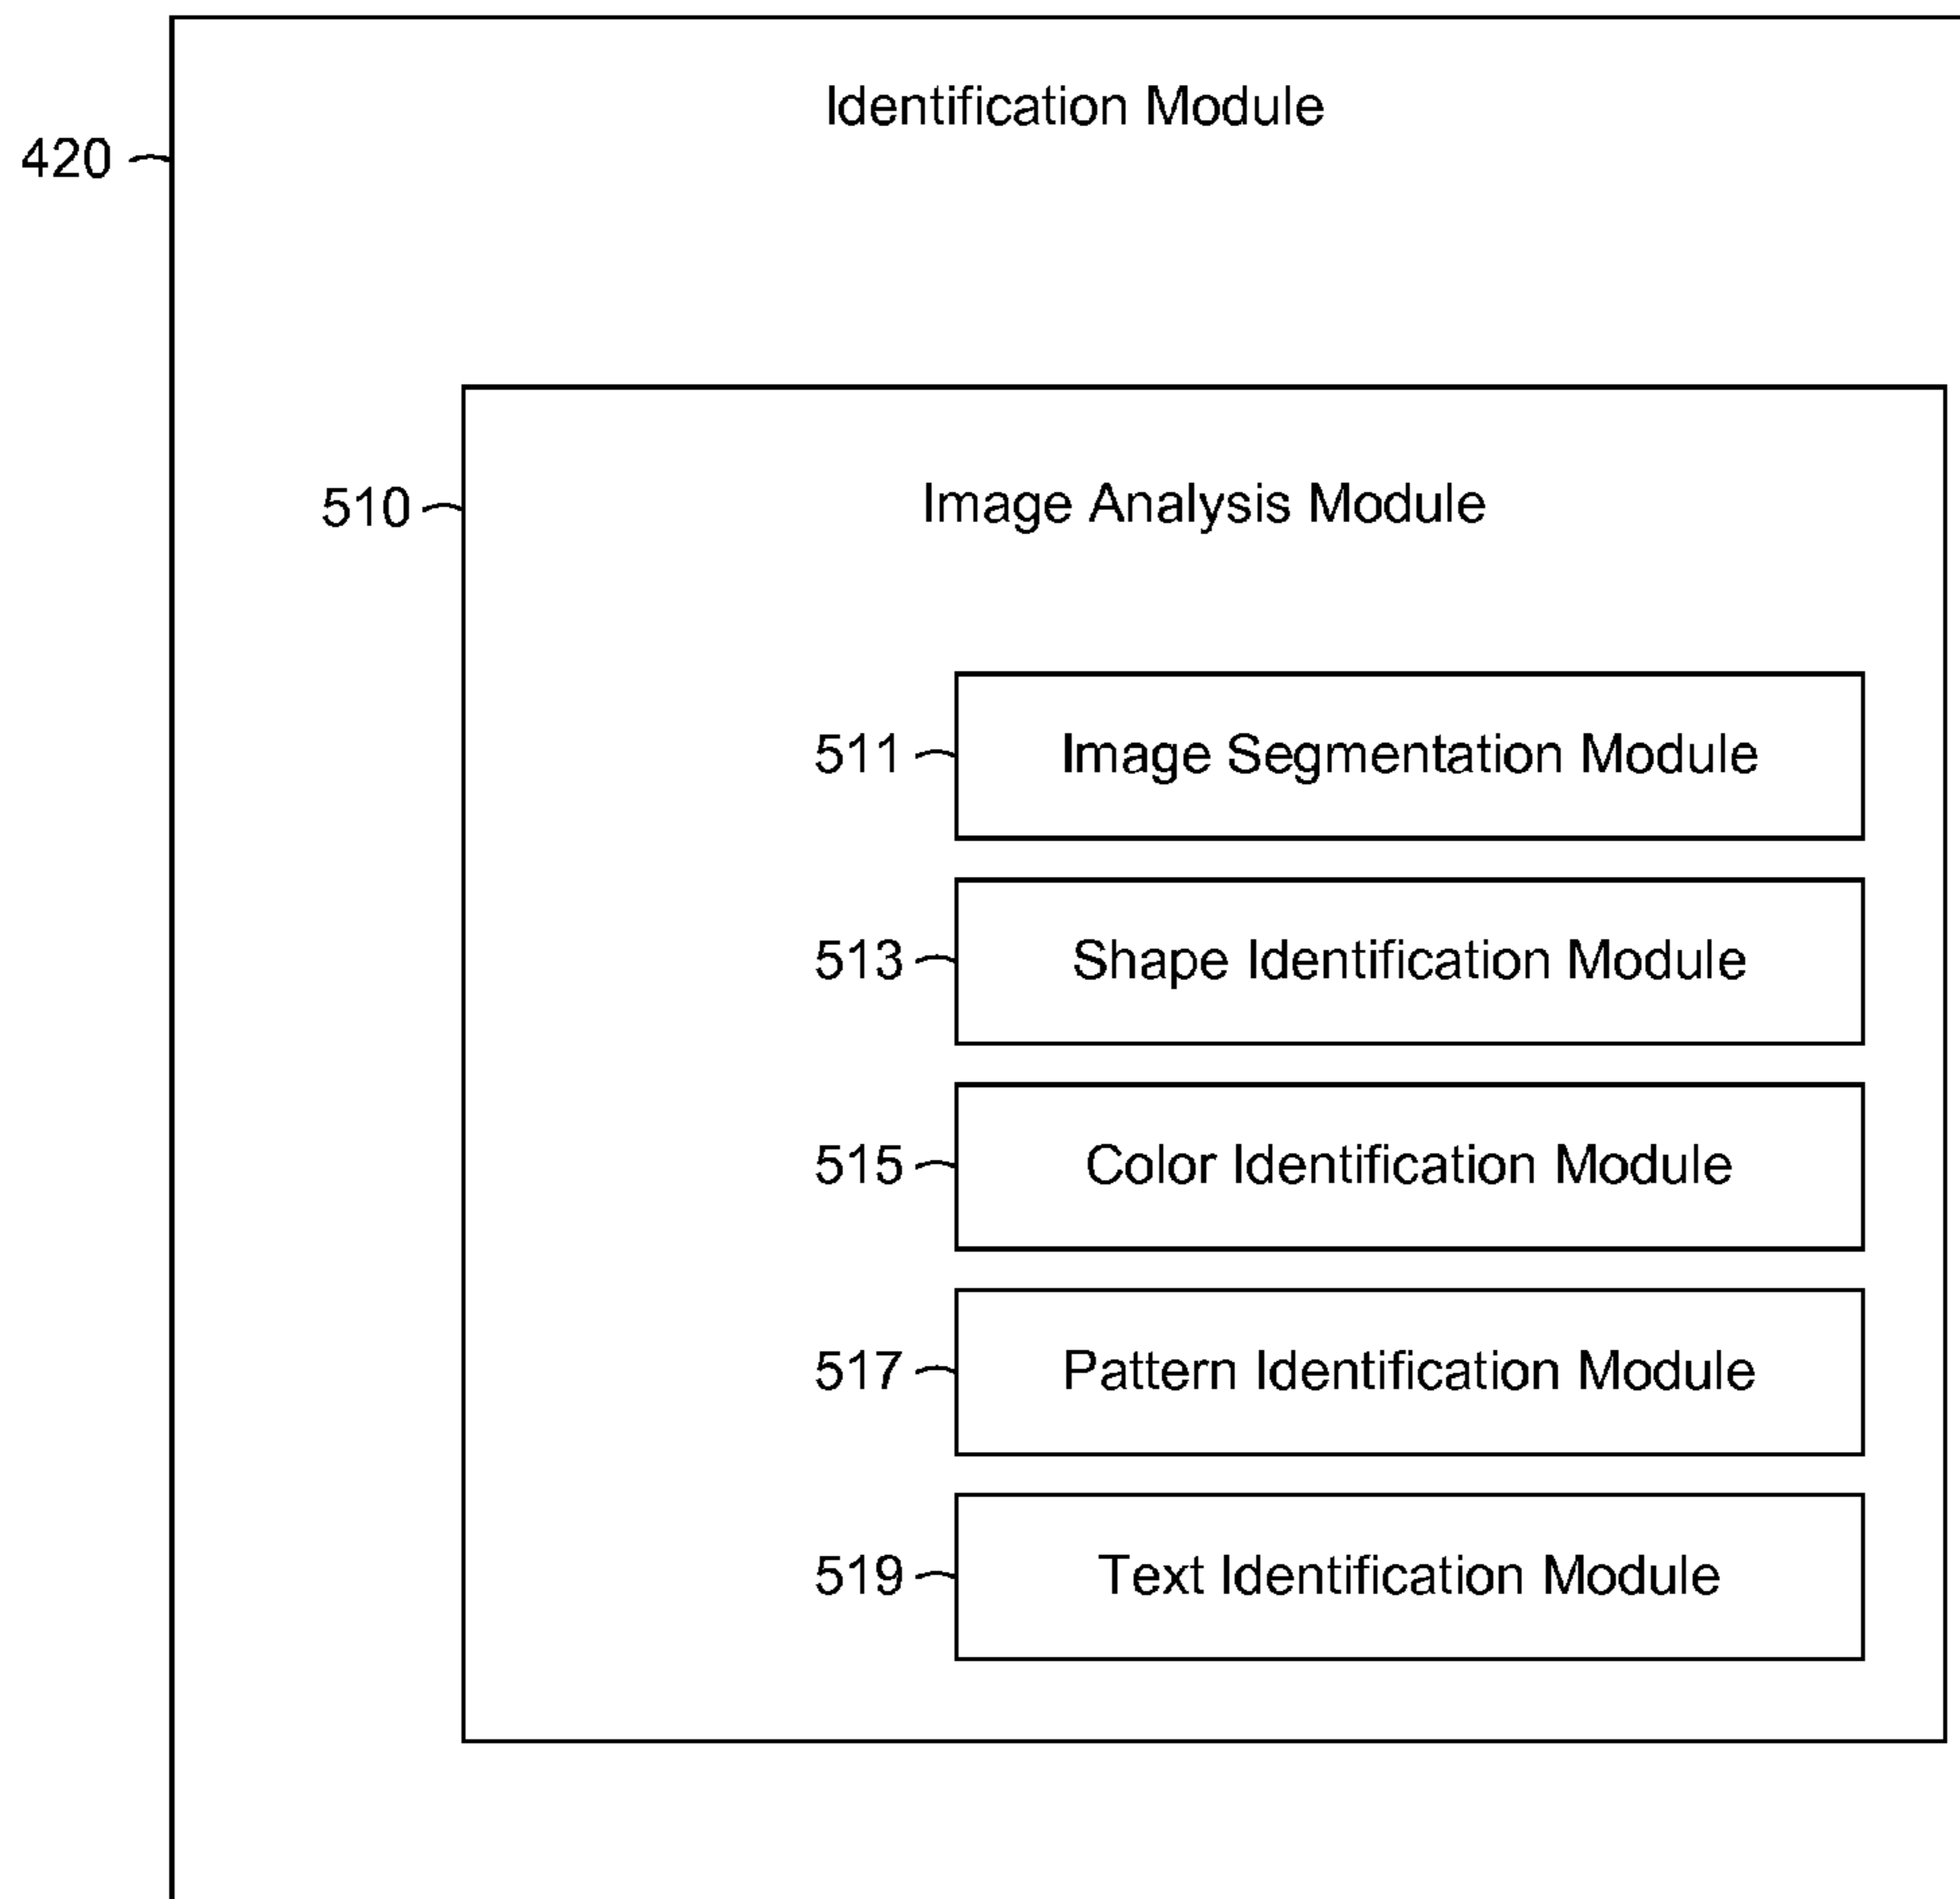 Identification Module
420
510
Image Analysis Module
511
Image Segmentation Module
513
Shape Identification Module
515
Color Identification Module
517
Pattern Identification Module
519
Text Identification Module